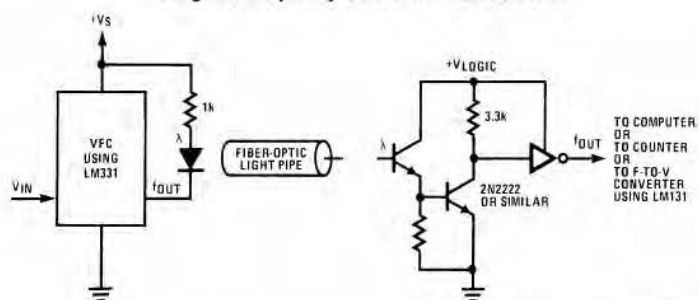 +VS
1k
λ
VFC
USING
LM331
VIN
fOUT
FIBER-OPTIC
LIGHT PIPE
+VLOGIC
3.3k
λ
2N2222
OR SIMILAR
fOUT
TO COMPUTER
OR
TO COUNTER
OR
TO F-TO-V
CONVERTER
USING LM131